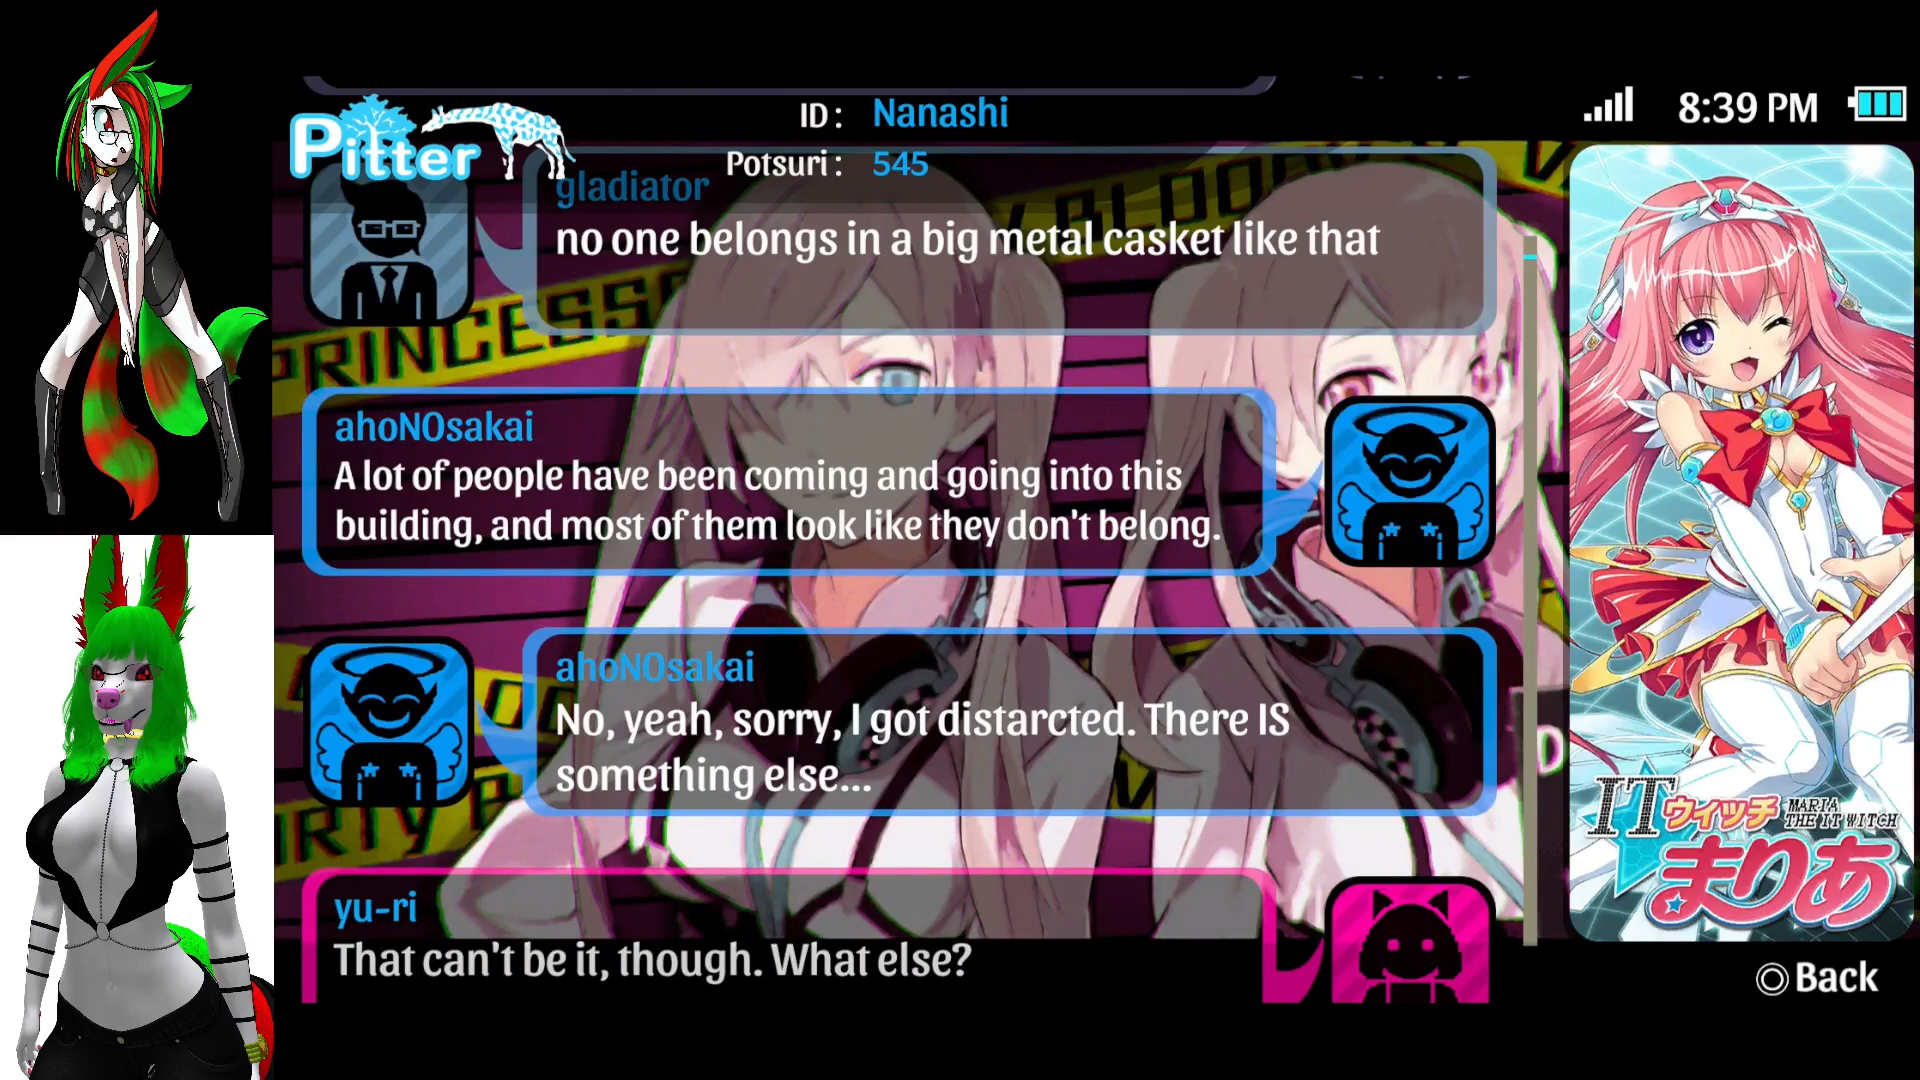 Pitter
ID: Nanashi
Potsuri: 545
8:39 PM
gladiator
no one belongs in a big metal casket like that
PRINCESS
BLOO
ahoNOsakai
A lot of people have been coming and going into this
building, and most of them look like they don't belong.
ahoNOsakai
No, yeah, sorry, I got distarcted. There IS
something else...
yu-ri
That can't be it, though. What else?
ITウィッチ
MARIA
THE IT WITCH
まりあ
Back